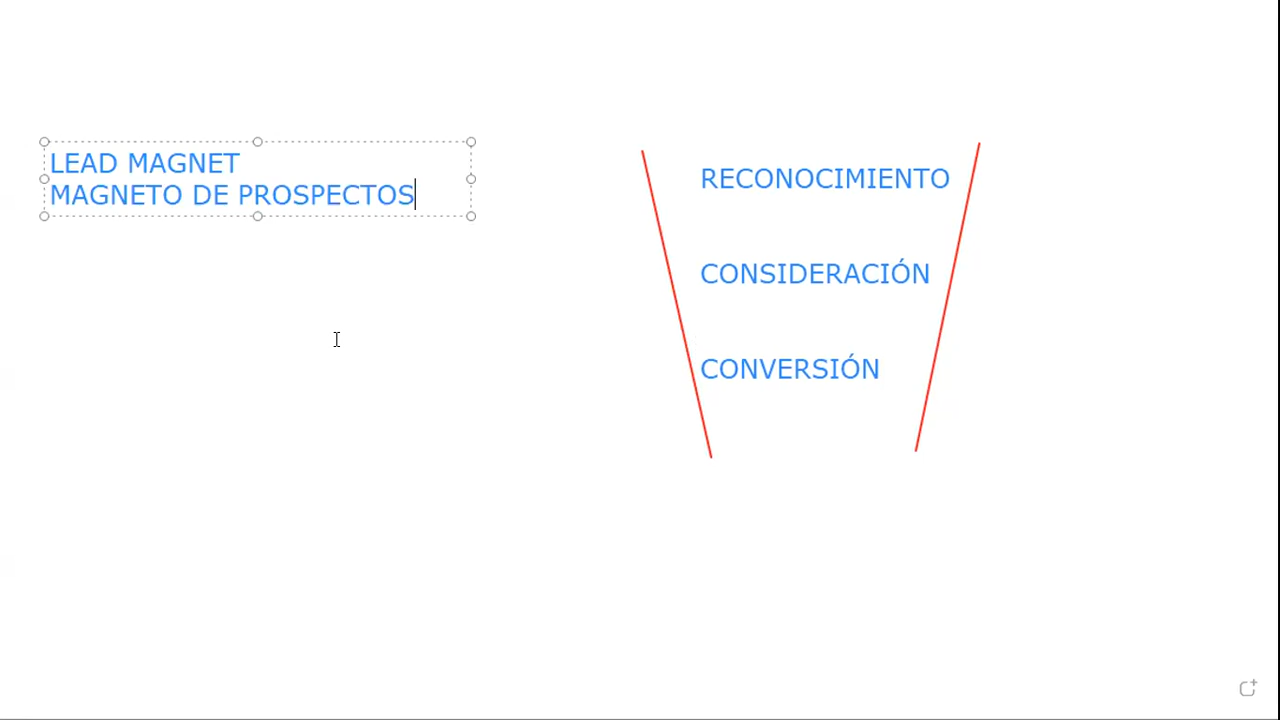 LEAD MAGNET
MAGNETO DE PROSPECTOS
RECONOCIMIENTO
CONSIDERACIÓN
CONVERSIÓN